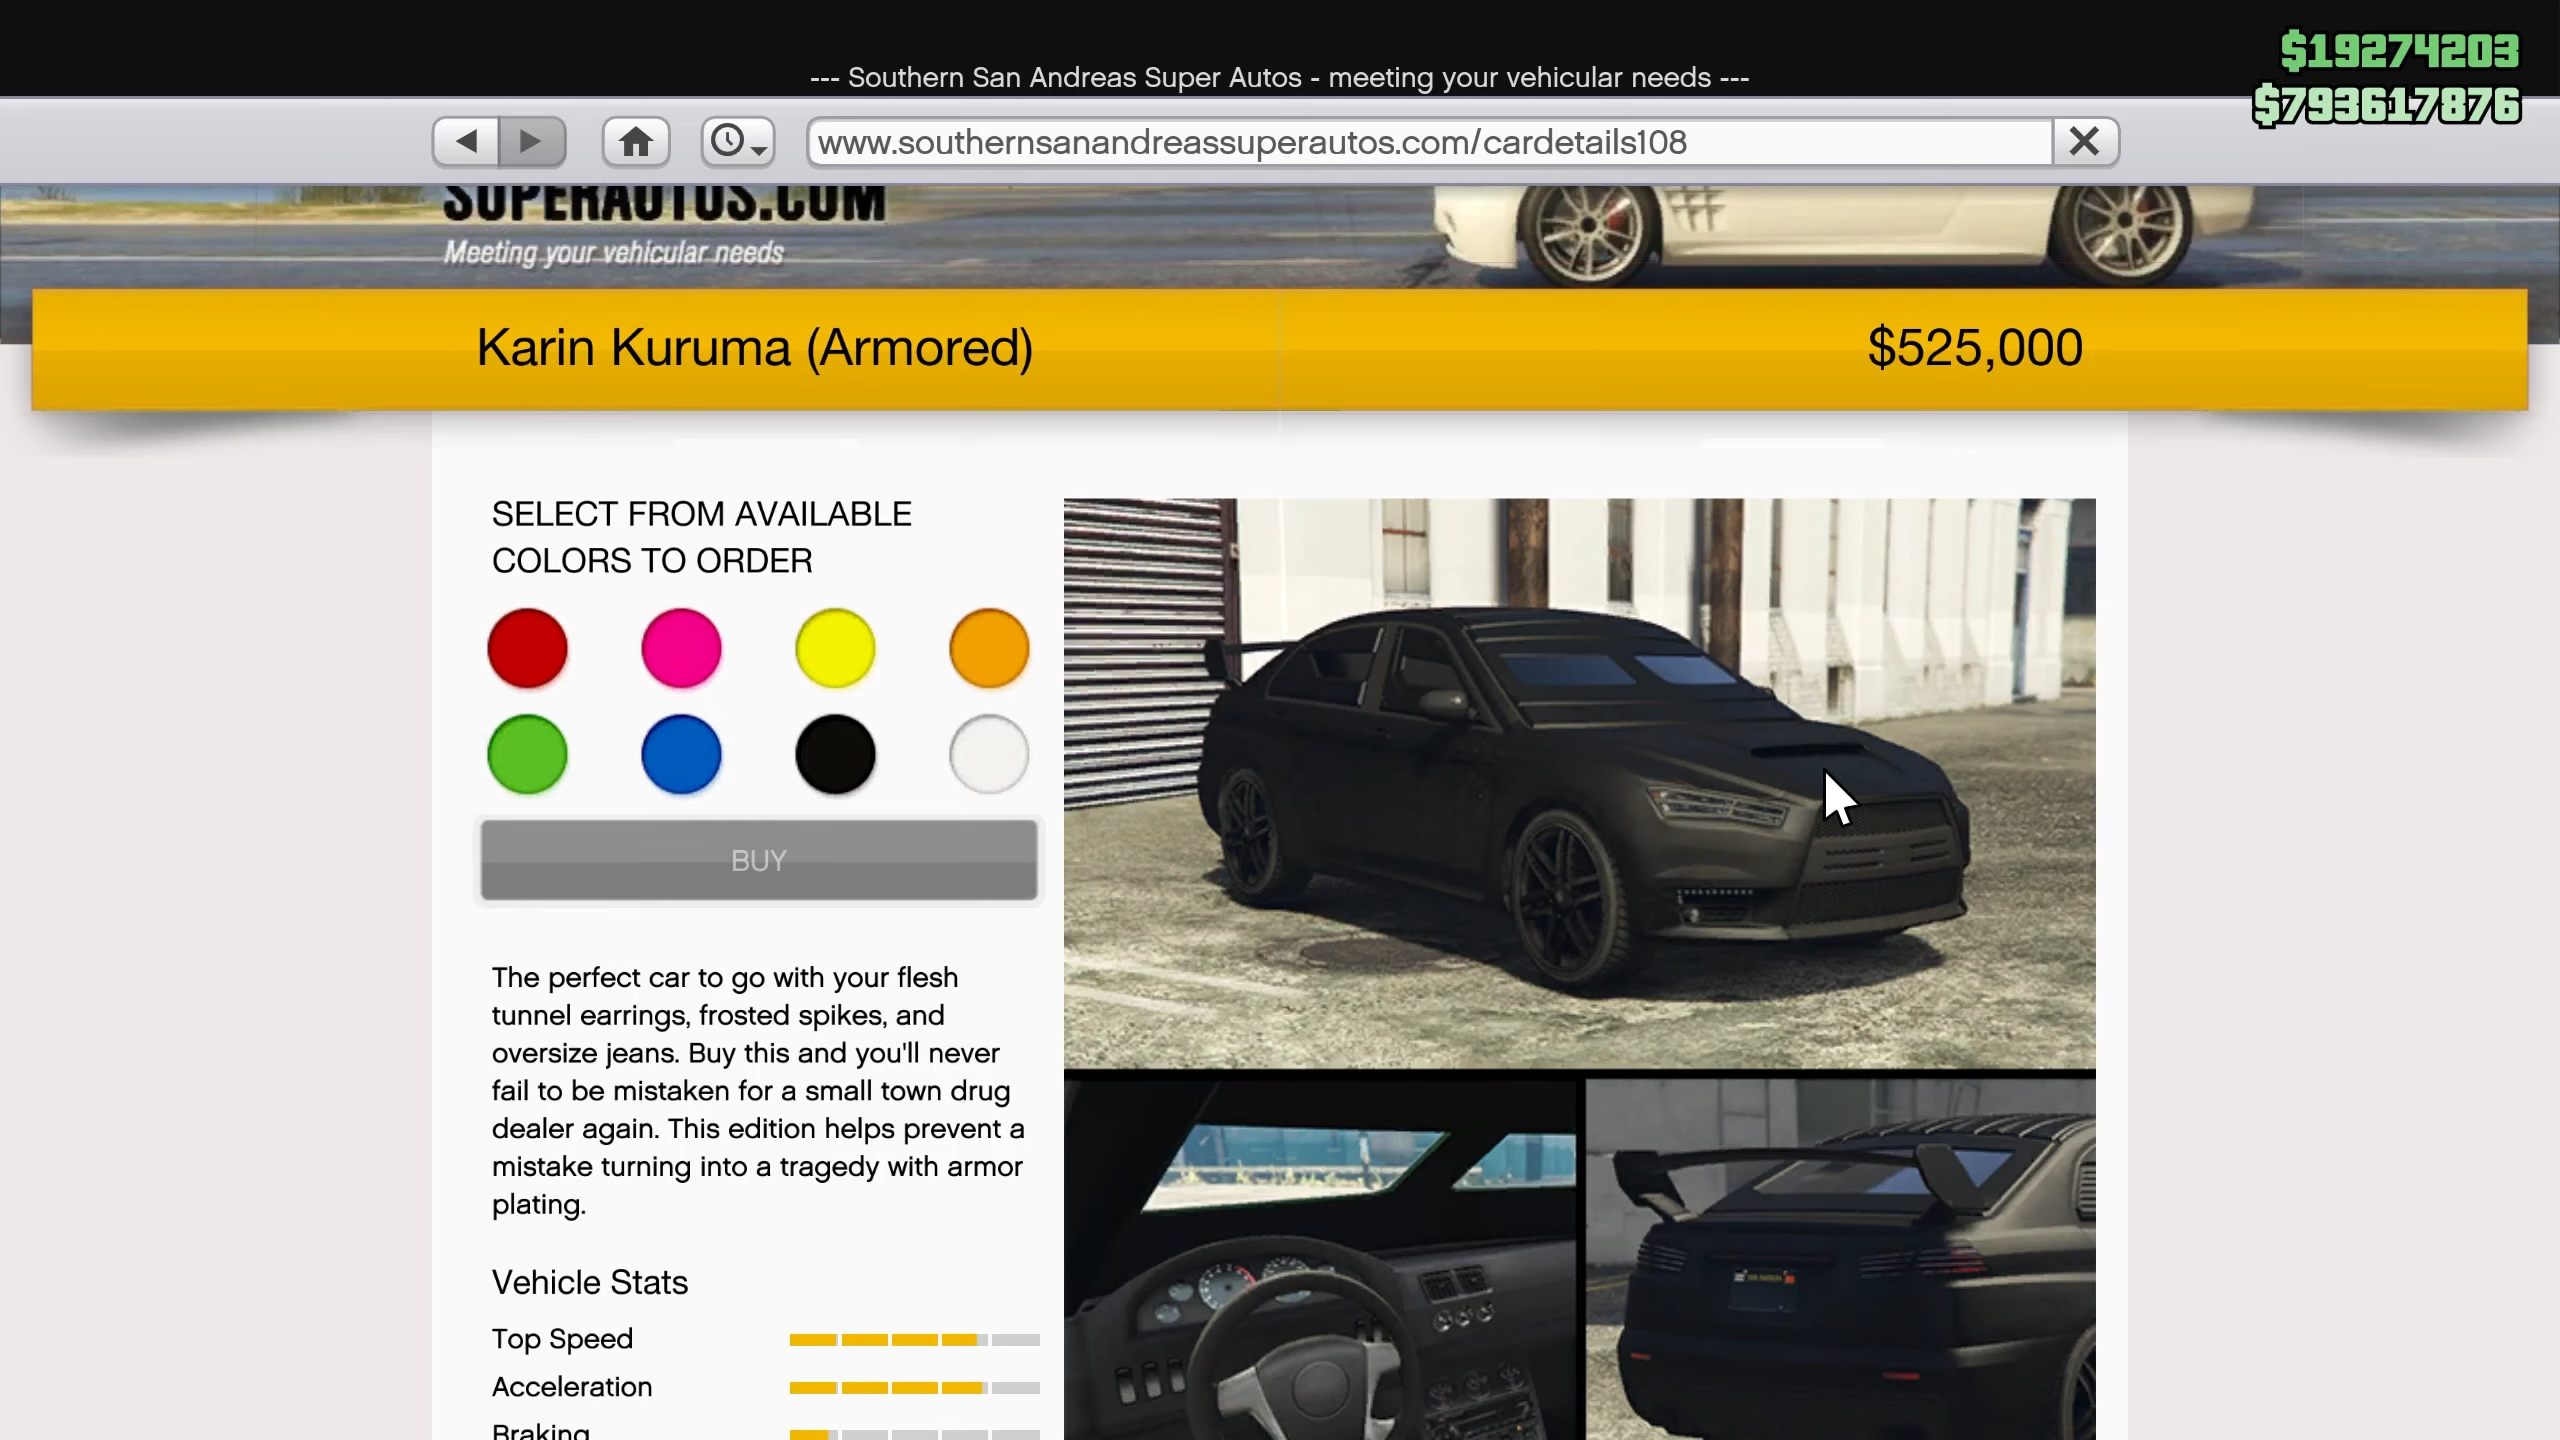 --- Southern San Andreas Super Autos - meeting your vehicular needs ---
$19274203
$793617876
www.southernsanandreassuperautos.com/cardetails108
SUPERAUTOS.COM
Meeting your vehicular needs
Karin Kuruma (Armored)
$525,000
SELECT FROM AVAILABLE
COLORS TO ORDER
BUY
The perfect car to go with your flesh
tunnel earrings, frosted spikes, and
oversize jeans. Buy this and you'll never
fail to be mistaken for a small town drug
dealer again. This edition helps prevent a
mistake turning into a tragedy with armor
plating.
Vehicle Stats
Top Speed
Acceleration
Braking